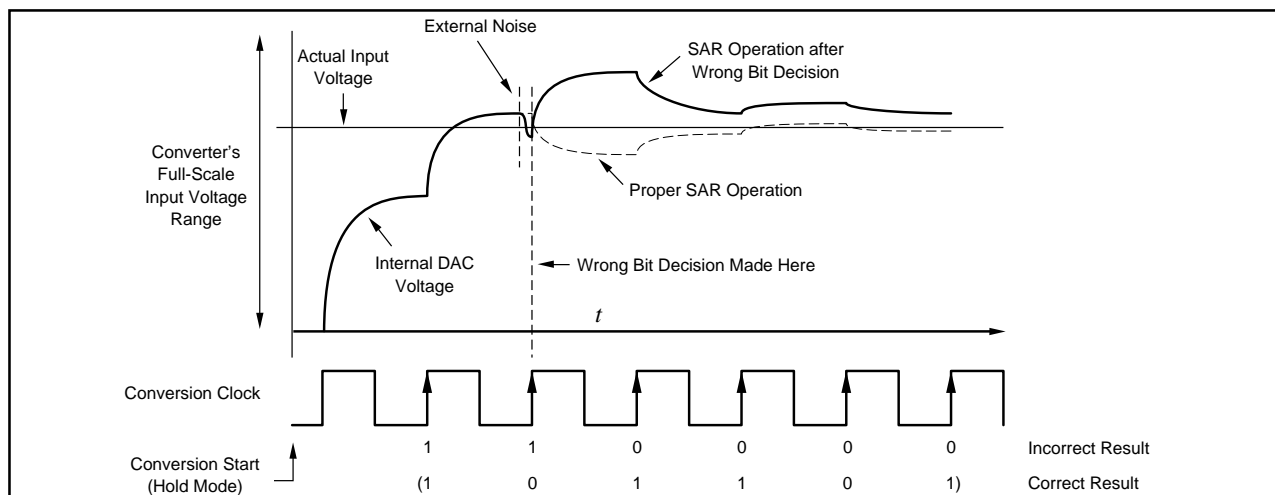 External Noise
Actual Input
Voltage
SAR Operation after
Wrong Bit Decision
Converter's
Full-Scale
Input Voltage
Range
Proper SAR Operation
Internal DAC
Voltage
Wrong Bit Decision Made Here
t
Conversion Clock
Conversion Start
(Hold Mode)
1 1 0 0 0 0 Incorrect Result
(1 0 1 1 0 1) Correct Result